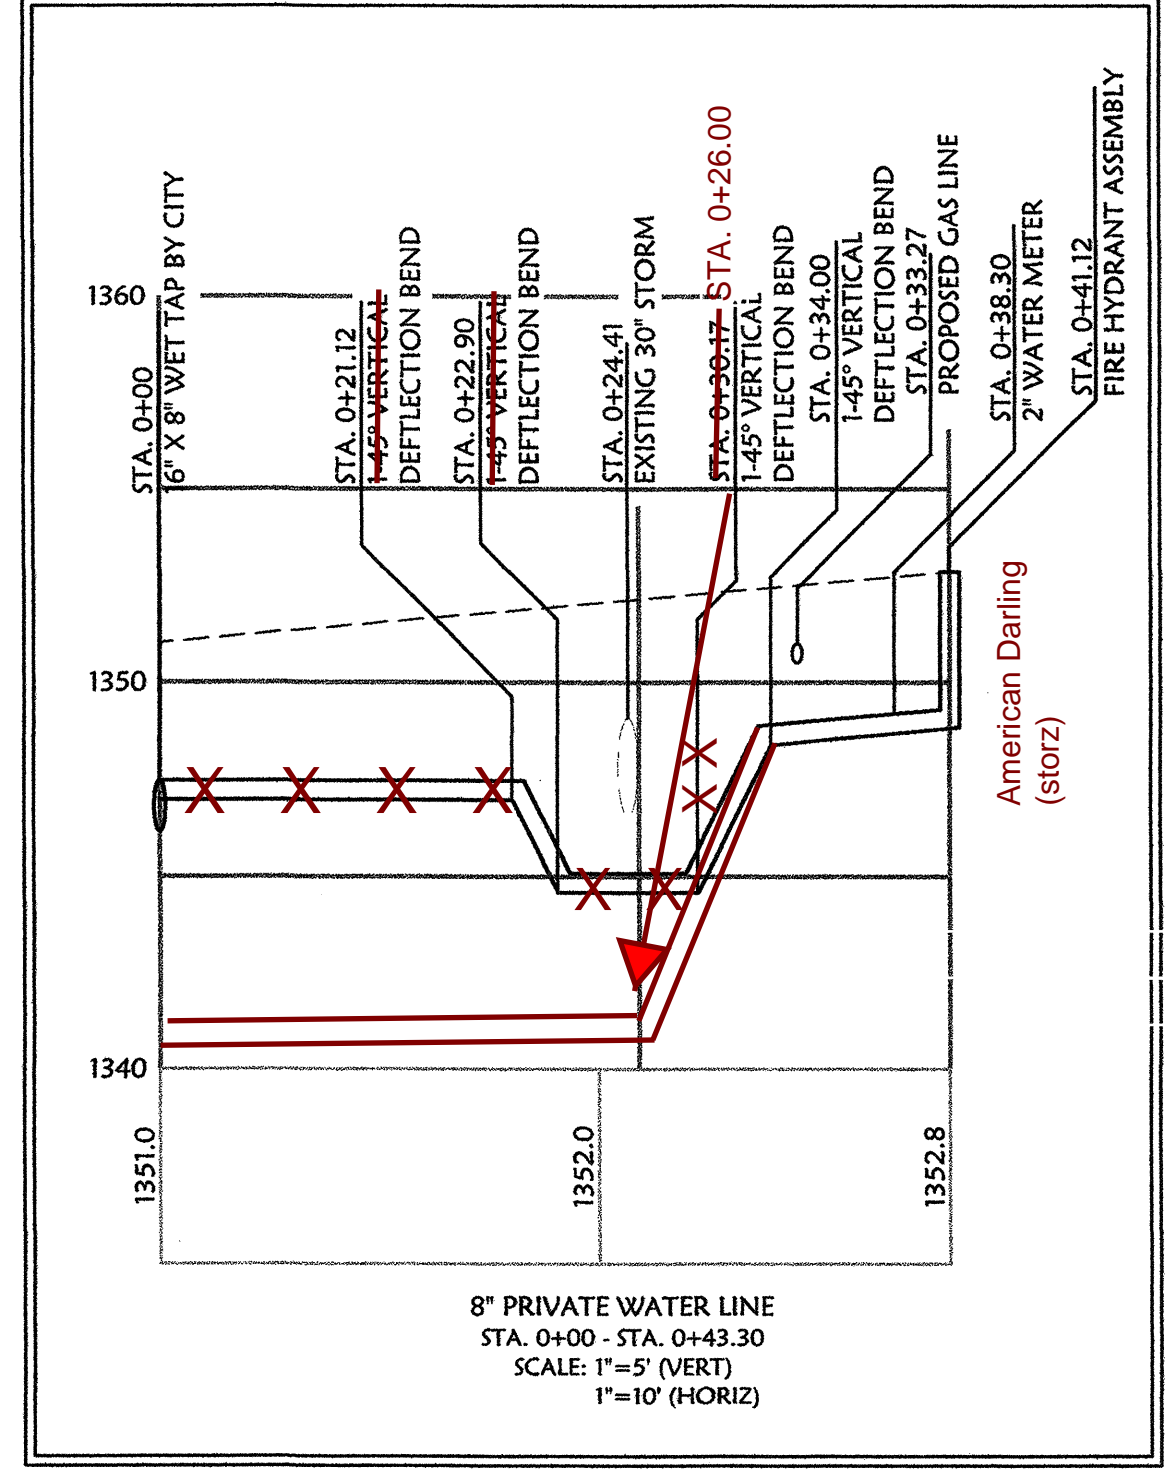 STA. 0+00
16" X 8" WET TAP BY CITY
STA. 0+21.12
1-45° VERTICAL
DEFLECTION BEND
STA. 0+22.90
1-45° VERTICAL
DEFLECTION BEND
STA. 0+24.41
EXISTING 30" STORM
STA. 0+26.00
STA. 0+30.17
1-45° VERTICAL
DEFLECTION BEND
STA. 0+34.00
1-45° VERTICAL
DEFLECTION BEND
STA. 0+33.27
PROPOSED GAS LINE
STA. 0+38.30
2" WATER METER
STA. 0+41.12
FIRE HYDRANT ASSEMBLY
1360
1350
1340
American Darling
(storz)
X X X X
X X
X X
1351.0
1352.0
1352.8
8" PRIVATE WATER LINE
STA. 0+00 - STA. 0+43.30
SCALE: 1"=5' (VERT)
1"=10' (HORIZ)